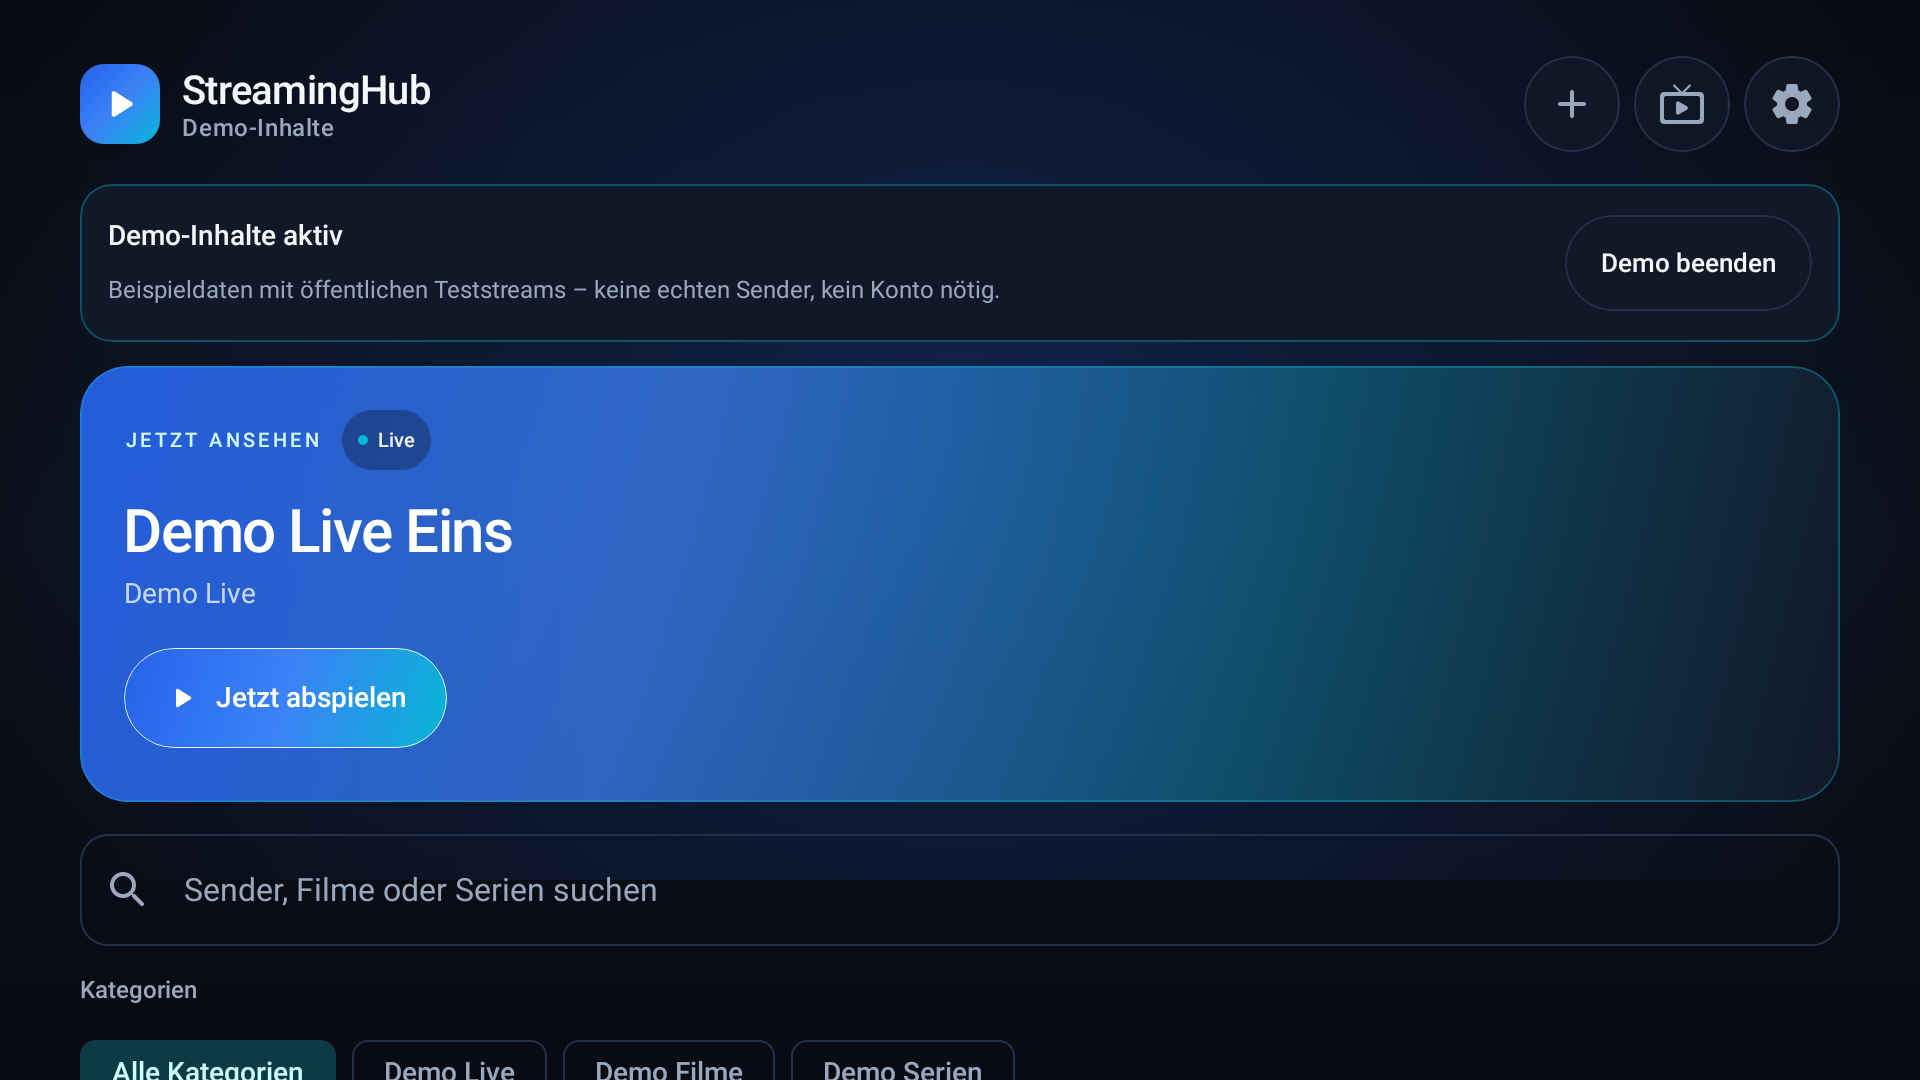 StreamingHub
Demo-Inhalte
Demo-Inhalte aktiv
Beispieldaten mit öffentlichen Teststreams – keine echten Sender, kein Konto nötig.
Demo beenden
JETZT ANSEHEN
Live
Demo Live Eins
Demo Live
Jetzt abspielen
Sender, Filme oder Serien suchen
Kategorien
Alle Kategorien
Demo Live
Demo Filme
Demo Serien